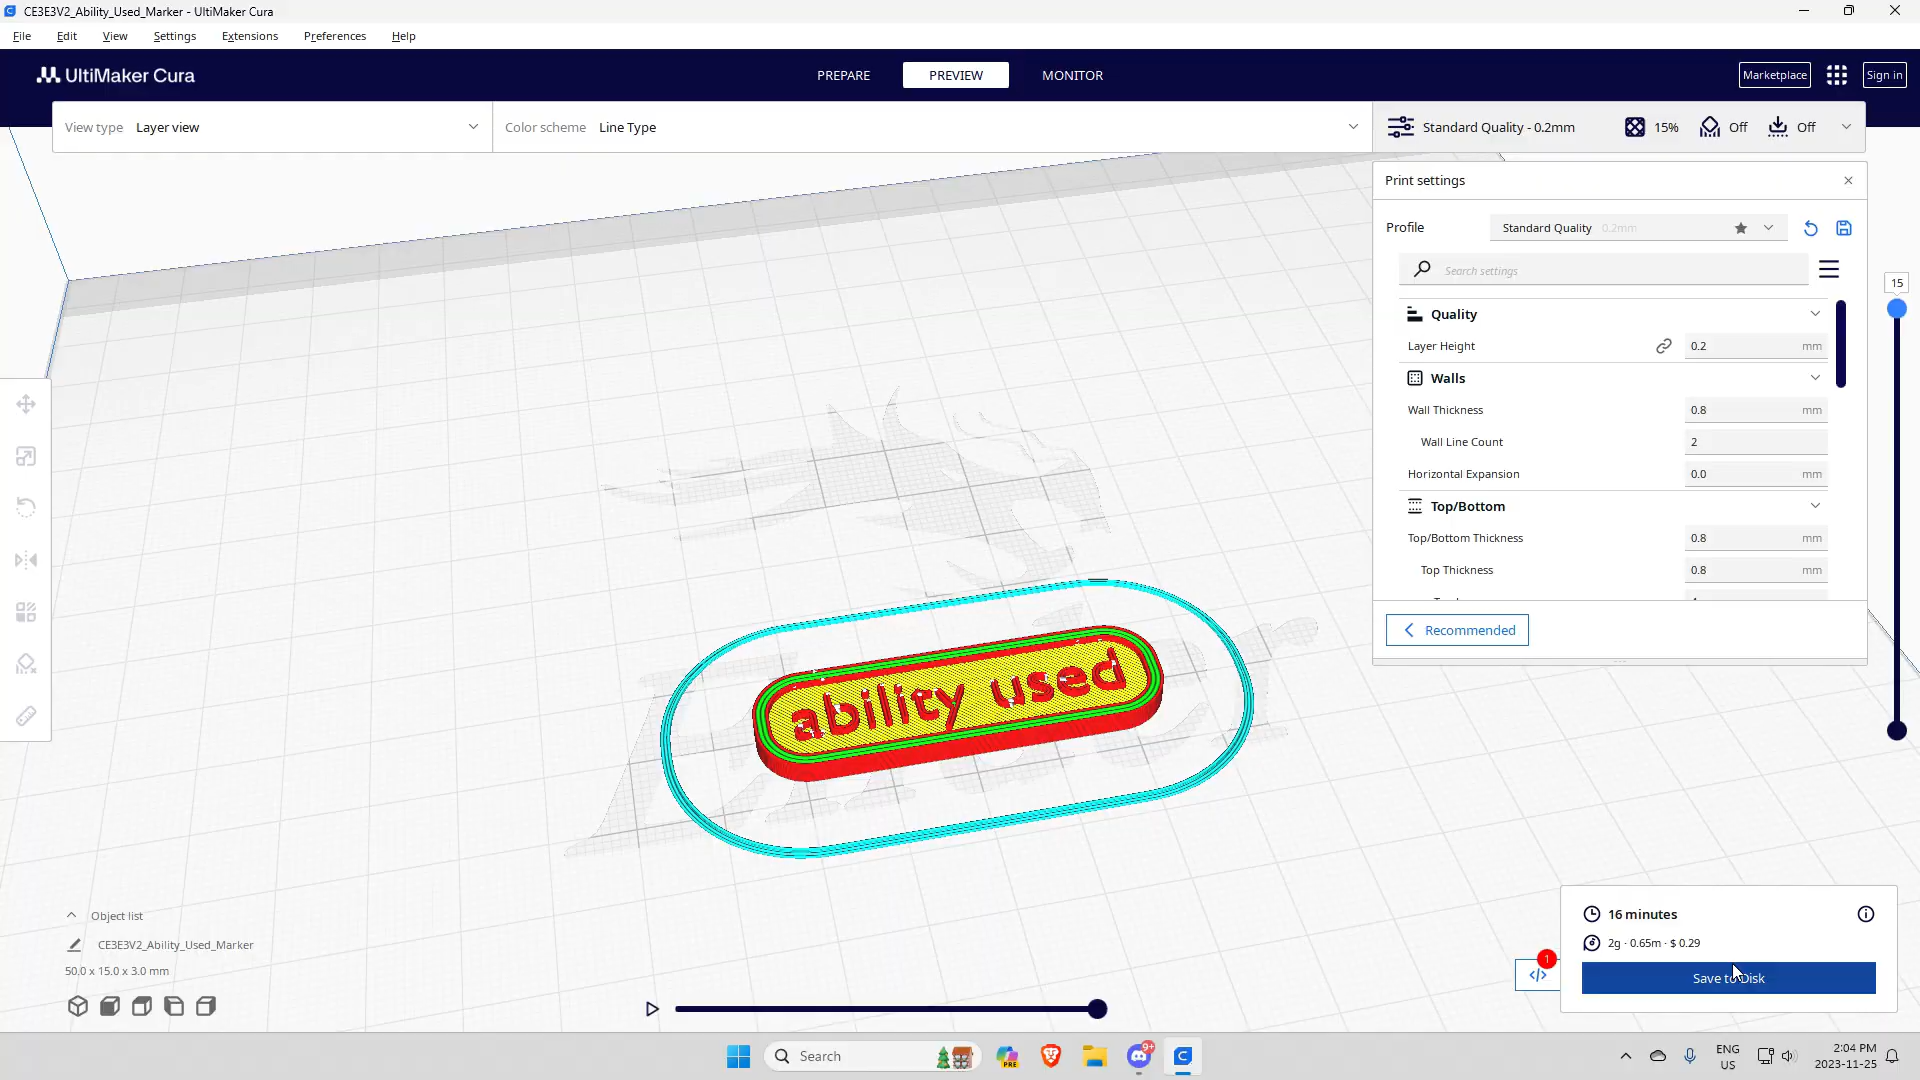 CE3E3V2_Ability_Used_Marker - UltiMaker Cura
File Edit View Settings Extensions Preferences Help
UltiMaker Cura
PREPARE PREVIEW MONITOR
Marketplace
Sign in
View type Layer view
Color scheme Line Type
Standard Quality - 0.2mm 15% Off Off
Print settings
Profile Standard Quality 0.2mm
Search settings
15
Quality
Layer Height 0.2 mm
Walls
Wall Thickness 0.8 mm
Wall Line Count 2
Horizontal Expansion 0.0 mm
Top/Bottom
Top/Bottom Thickness 0.8 mm
Top Thickness 0.8 mm
Recommended
ability used
Object list
CE3E3V2_Ability_Used_Marker
50.0 x 15.0 x 3.0 mm
16 minutes
2g · 0.65m · $ 0.29
1
Save to Disk
Search
PRE
9+
ENG
US
2:04 PM
2023-11-25